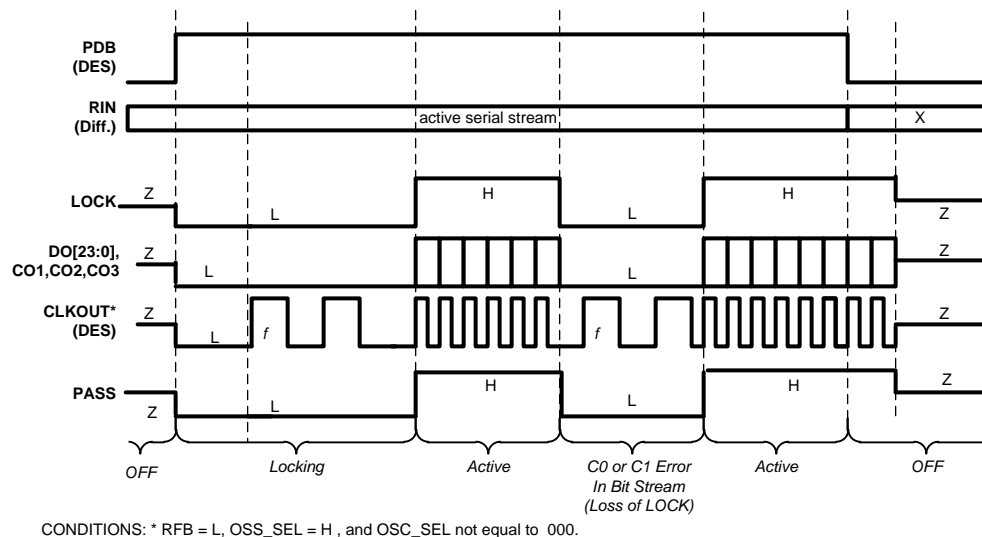 PDB
(DES)
RIN
(Diff.)
active serial stream
X
LOCK
Z
L
H
L
H
Z
DO[23:0],
CO1,CO2,CO3
Z
L
L
Z
CLKOUT*
(DES)
Z
L
f
f
Z
PASS
Z
L
H
L
H
Z
OFF
Locking
Active
C0 or C1 Error
In Bit Stream
(Loss of LOCK)
Active
OFF
CONDITIONS: * RFB = L, OSS_SEL = H , and OSC_SEL not equal to 000.